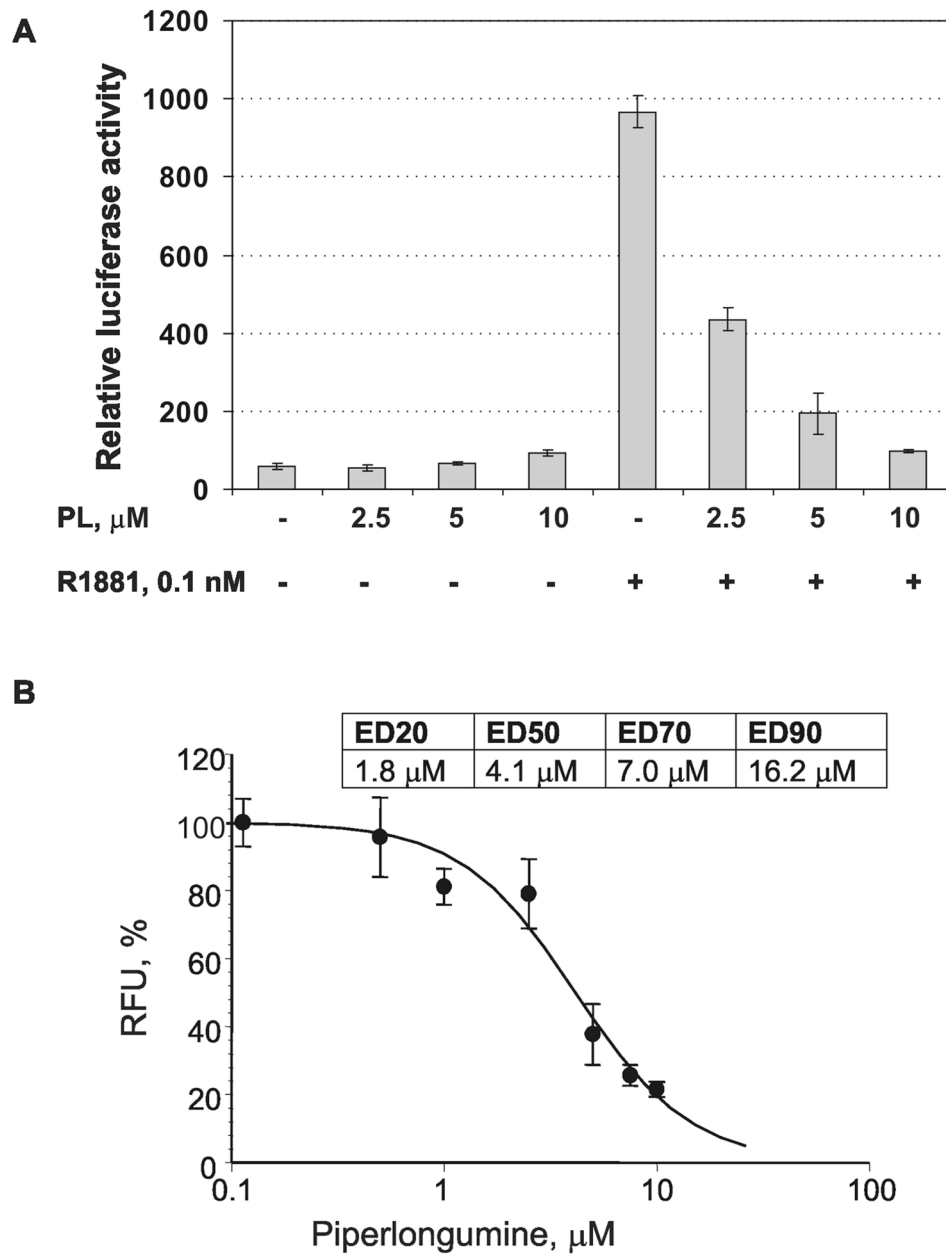 A
Relative luciferase activity
1200
1000
800
600
400
200
0
PL, μM - 2.5 5 10 - 2.5 5 10
R1881, 0.1 nM - - - - + + + +
B
ED20 ED50 ED70 ED90
1.8 μM 4.1 μM 7.0 μM 16.2 μM
RFU, %
120
100
80
60
40
20
0
0.1 1 10 100
Piperlongumine, μM